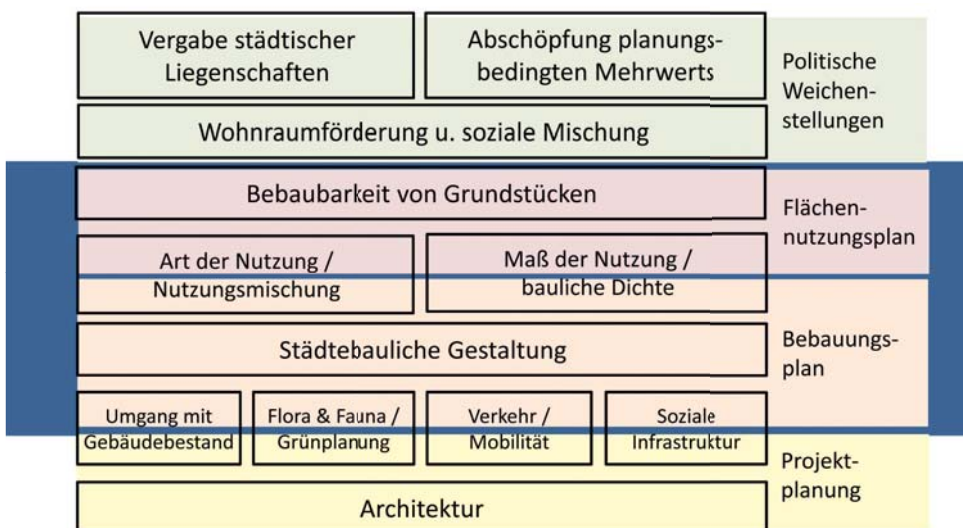 Vergabe städtischer
Liegenschaften
Abschöpfung planungs-
bedingten Mehrwerts
Politische
Weichen-
stellungen
Wohnraumförderung u. soziale Mischung
Bebaubarkeit von Grundstücken
Flächen-
nutzungsplan
Art der Nutzung /
Nutzungsmischung
Maß der Nutzung /
bauliche Dichte
Städtebauliche Gestaltung
Bebauungs-
plan
Umgang mit
Gebäudebestand
Flora & Fauna /
Grünplanung
Verkehr /
Mobilität
Soziale
Infrastruktur
Projekt-
planung
Architektur